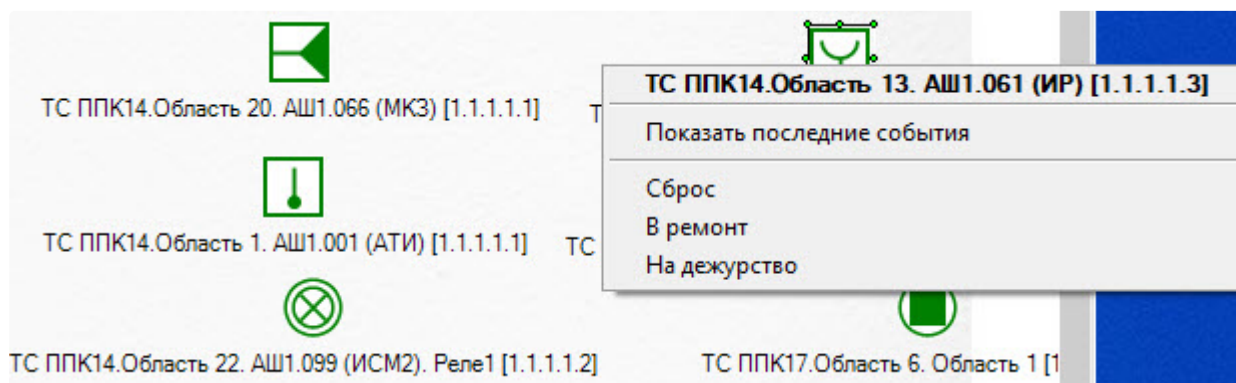 ТС ППК14.Область 20. АШ1.066 (МКЗ) [1.1.1.1.1]
Т
ТС ППК14.Область 13. АШ1.061 (ИР) [1.1.1.1.3]
Показать последние события
Сброс
В ремонт
На дежурство
ТС ППК14.Область 1. АШ1.001 (АТИ) [1.1.1.1.1]
ТС
ТС ППК14.Область 22. АШ1.099 (ИСМ2). Реле1 [1.1.1.1.2]
ТС ППК17.Область 6. Область 1 [1